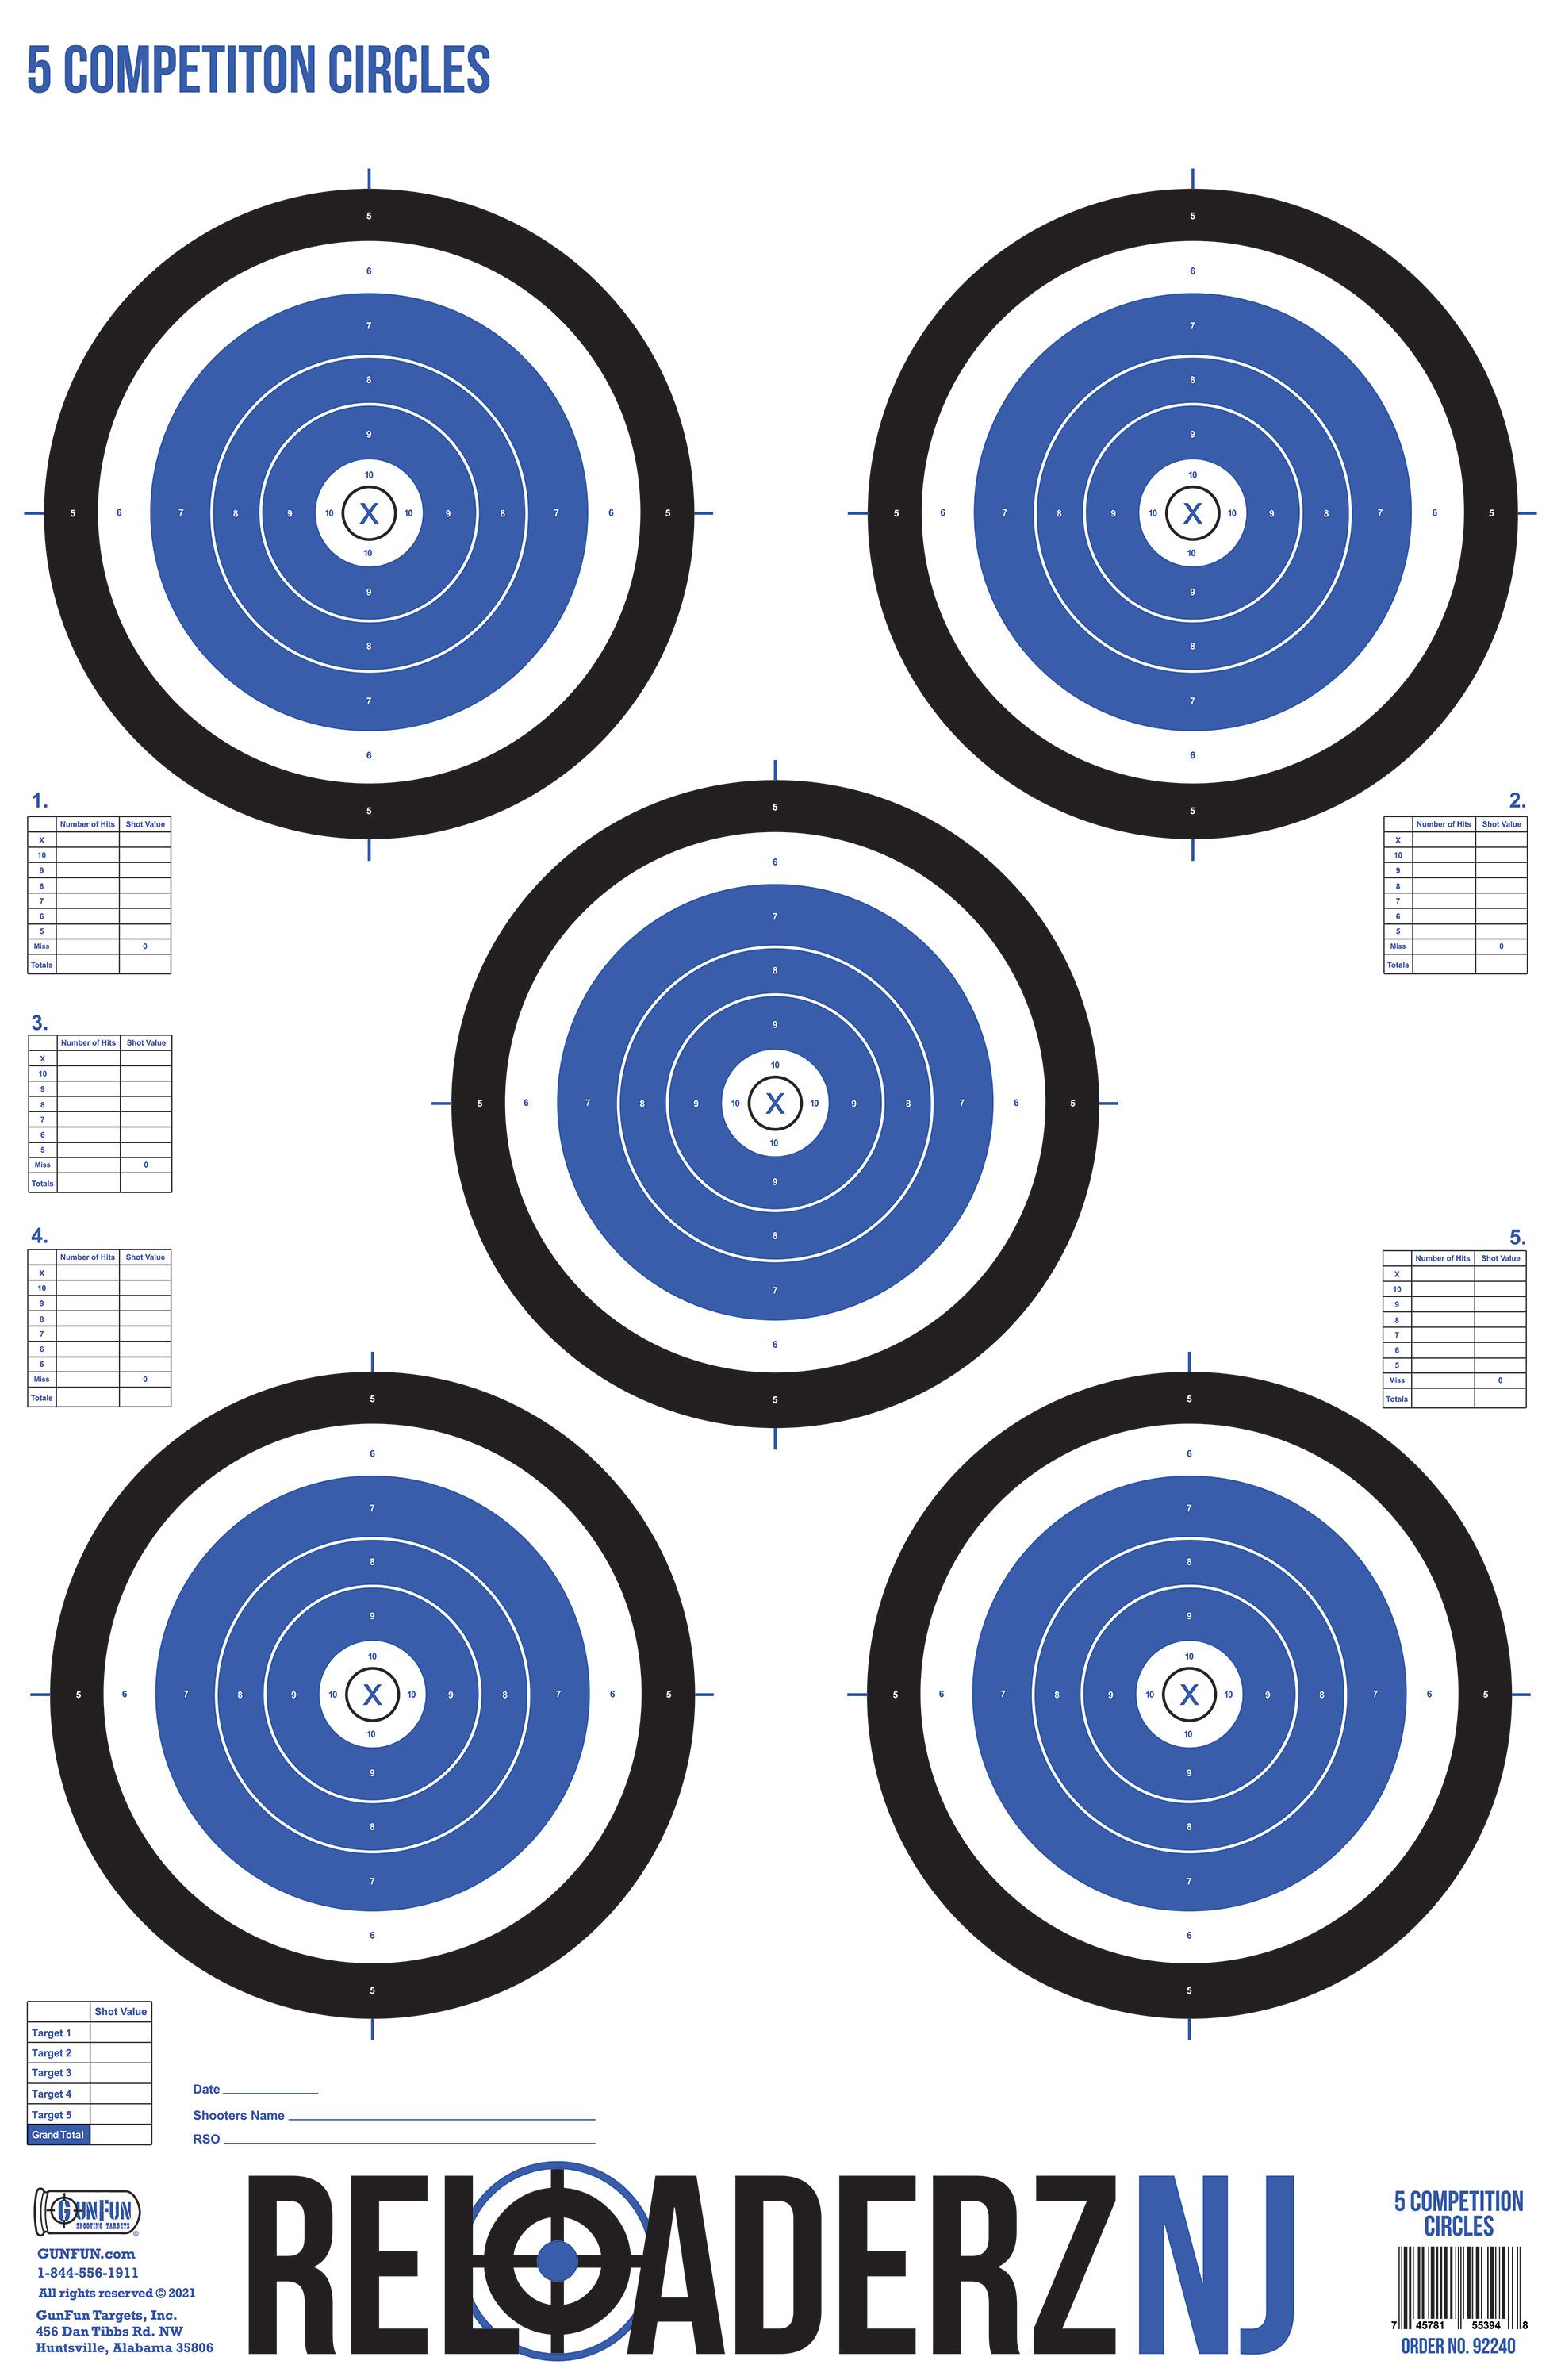 5 COMPETITON CIRCLES
5
6
7
8
9
10
5 6 7 8 9 10 X 10 9 8 7 6 5
10
9
8
7
6
5
5
6
7
8
9
10
5 6 7 8 9 10 X 10 9 8 7 6 5
10
9
8
7
6
5
1.
Number of Hits Shot Value
X
10
9
8
7
6
5
Miss 0
Totals
2.
Number of Hits Shot Value
X
10
9
8
7
6
5
Miss 0
Totals
5
6
7
8
9
10
5 6 7 8 9 10 X 10 9 8 7 6 5
10
9
8
7
6
5
3.
Number of Hits Shot Value
X
10
9
8
7
6
5
Miss 0
Totals
4.
Number of Hits Shot Value
X
10
9
8
7
6
5
Miss 0
Totals
5.
Number of Hits Shot Value
X
10
9
8
7
6
5
Miss 0
Totals
5
6
7
8
9
10
5 6 7 8 9 10 X 10 9 8 7 6 5
10
9
8
7
6
5
5
6
7
8
9
10
5 6 7 8 9 10 X 10 9 8 7 6 5
10
9
8
7
6
5
Shot Value
Target 1
Target 2
Target 3
Target 4
Target 5
Grand Total
Date
Shooters Name
RSO
GUNFUN
SHOOTING TARGETS ®
GUNFUN.com
1-844-556-1911
All rights reserved © 2021
GunFun Targets, Inc.
456 Dan Tibbs Rd. NW
Huntsville, Alabama 35806
RELOADERZNJ
5 COMPETITION
CIRCLES
7 45781 55394 8
ORDER NO. 92240